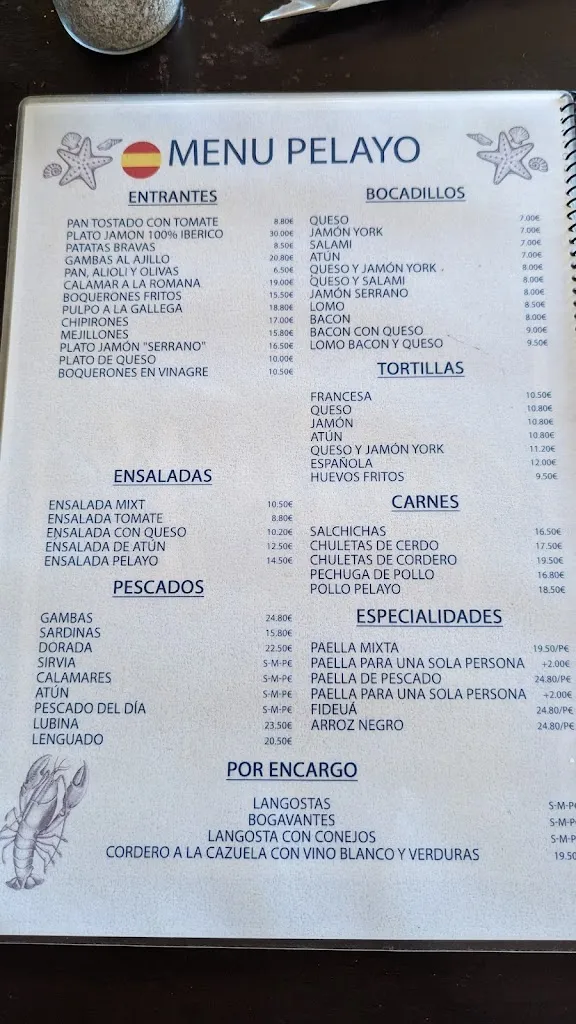 MENU PELAYO
ENTRANTES
PAN TOSTADO CON TOMATE 8.80€
PLATO JAMON 100% IBERICO 30.00€
PATATAS BRAVAS 8.50€
GAMBAS AL AJILLO 20.80€
PAN, ALIOLI Y OLIVAS 6.50€
CALAMAR A LA ROMANA 19.00€
BOQUERONES FRITOS 15.50€
PULPO A LA GALLEGA 18.80€
CHIPIRONES 17.00€
MEJILLONES 15.80€
PLATO JAMÓN "SERRANO" 16.50€
PLATO DE QUESO 10.00€
BOQUERONES EN VINAGRE 10.50€
ENSALADAS
ENSALADA MIXT 10.50€
ENSALADA TOMATE 8.80€
ENSALADA CON QUESO 10.20€
ENSALADA DE ATÚN 12.50€
ENSALADA PELAYO 14.50€
PESCADOS
GAMBAS 24.80€
SARDINAS 15.80€
DORADA 22.50€
SIRVIA S-M-P€
CALAMARES S-M-P€
ATÚN S-M-P€
PESCADO DEL DÍA S-M-P€
LUBINA 23.50€
LENGUADO 20.50€
BOCADILLOS
QUESO 7.00€
JAMÓN YORK 7.00€
SALAMI 7.00€
ATÚN 7.00€
QUESO Y JAMÓN YORK 8.00€
QUESO Y SALAMI 8.00€
JAMÓN SERRANO 8.00€
LOMO 8.50€
BACON 8.00€
BACON CON QUESO 9.00€
LOMO BACON Y QUESO 9.50€
TORTILLAS
FRANCESA 10.50€
QUESO 10.80€
JAMÓN 10.80€
ATÚN 10.80€
QUESO Y JAMÓN YORK 11.20€
ESPAÑOLA 12.00€
HUEVOS FRITOS 9.50€
CARNES
SALCHICHAS 16.50€
CHULETAS DE CERDO 17.50€
CHULETAS DE CORDERO 19.50€
PECHUGA DE POLLO 16.80€
POLLO PELAYO 18.50€
ESPECIALIDADES
PAELLA MIXTA 19.50/P€
PAELLA PARA UNA SOLA PERSONA +2.00€
PAELLA DE PESCADO 24.80/P€
PAELLA PARA UNA SOLA PERSONA +2.00€
FIDEUÁ 24.80/P€
ARROZ NEGRO 24.80/P€
POR ENCARGO
LANGOSTAS S-M-P€
BOGAVANTES S-M-P
LANGOSTA CON CONEJOS S-M-P
CORDERO A LA CAZUELA CON VINO BLANCO Y VERDURAS 19.50